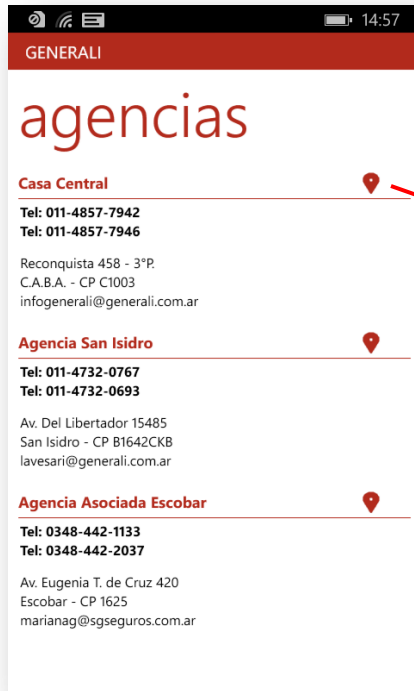 14:57
GENERALI
agencias
Casa Central
Tel: 011-4857-7942
Tel: 011-4857-7946
Reconquista 458 - 3°P.
C.A.B.A. - CP C1003
infogenerali@generali.com.ar
Agencia San Isidro
Tel: 011-4732-0767
Tel: 011-4732-0693
Av. Del Libertador 15485
San Isidro - CP B1642CKB
lavesari@generali.com.ar
Agencia Asociada Escobar
Tel: 0348-442-1133
Tel: 0348-442-2037
Av. Eugenia T. de Cruz 420
Escobar - CP 1625
marianag@sgseguros.com.ar